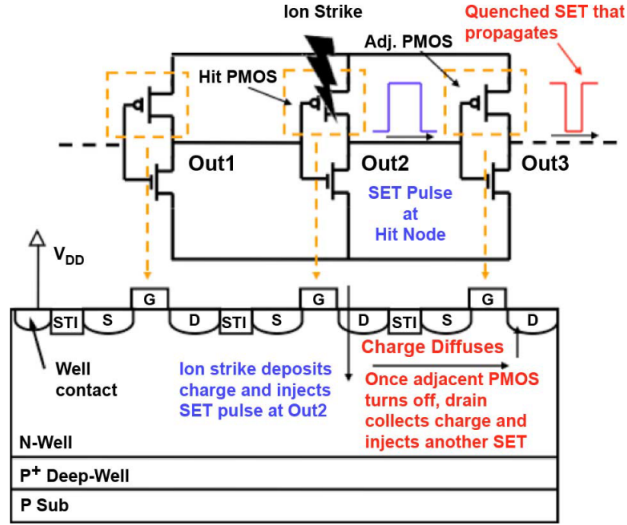 Ion Strike
Quenched SET that
propagates
Adj. PMOS
Hit PMOS
Out1
Out2
Out3
SET Pulse
at
Hit Node
VDD
G
G
G
STI
S
D
STI
S
D
STI
S
D
Well
contact
Ion strike deposits
charge and injects
SET pulse at Out2
Charge Diffuses
Once adjacent PMOS
turns off, drain
collects charge and
injects another SET
N-Well
P+ Deep-Well
P Sub